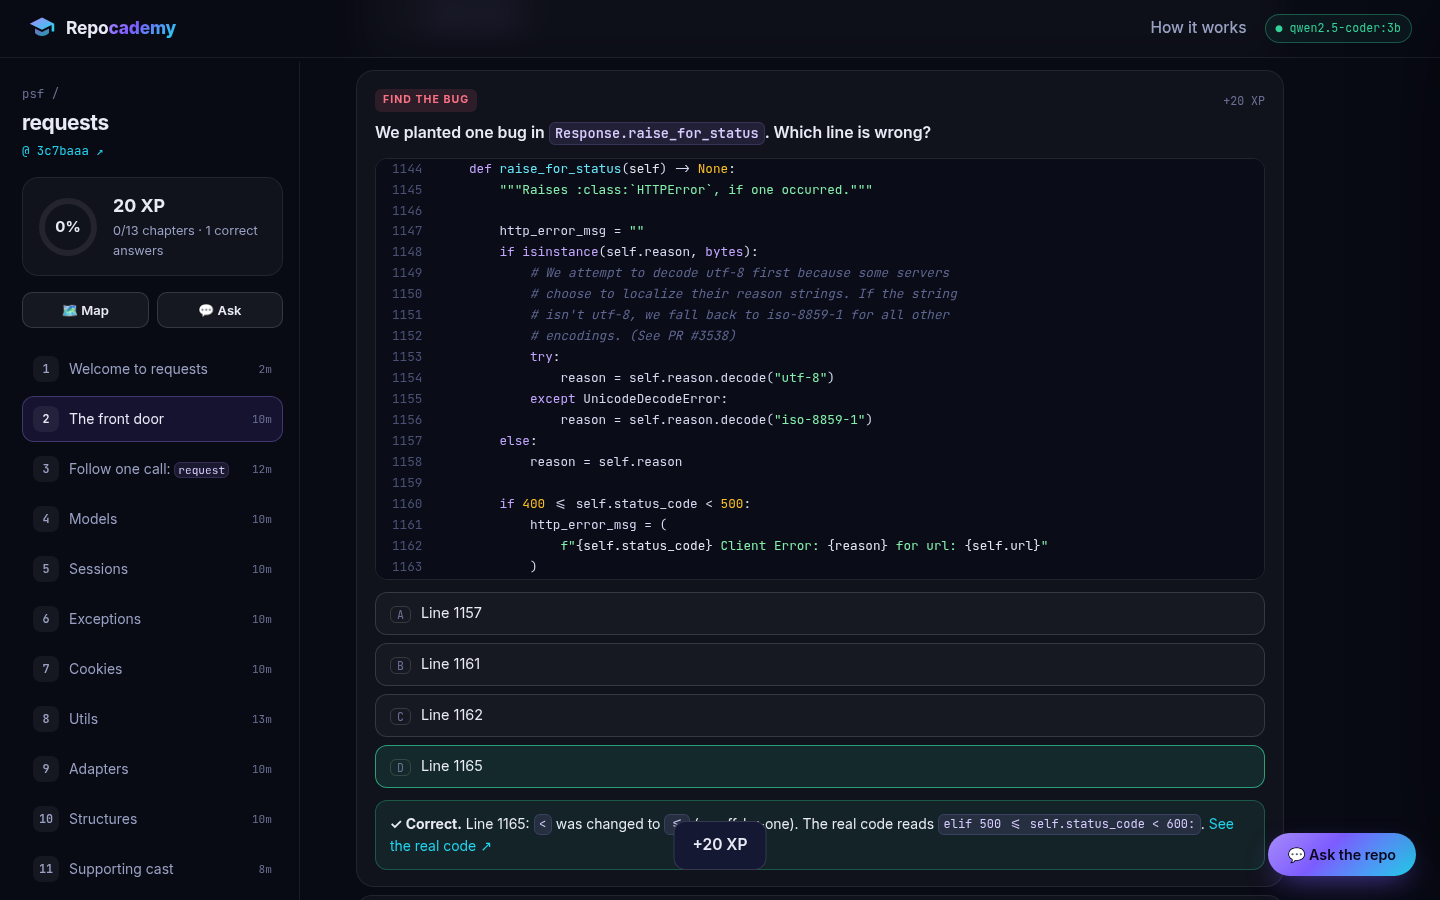 Repocademy
How it works
● qwen2.5-coder:3b
psf /
requests
@ 3c7baaa ↗
0%
20 XP
0/13 chapters · 1 correct
answers
🗺️ Map
💬 Ask
1 Welcome to requests 2m
2 The front door 10m
3 Follow one call: request 12m
4 Models 10m
5 Sessions 10m
6 Exceptions 10m
7 Cookies 10m
8 Utils 13m
9 Adapters 10m
10 Structures 10m
11 Supporting cast 8m
FIND THE BUG
+20 XP
We planted one bug in Response.raise_for_status. Which line is wrong?
1144 def raise_for_status(self) -> None:
1145 """Raises :class:`HTTPError`, if one occurred."""
1146
1147 http_error_msg = ""
1148 if isinstance(self.reason, bytes):
1149 # We attempt to decode utf-8 first because some servers
1150 # choose to localize their reason strings. If the string
1151 # isn't utf-8, we fall back to iso-8859-1 for all other
1152 # encodings. (See PR #3538)
1153 try:
1154 reason = self.reason.decode("utf-8")
1155 except UnicodeDecodeError:
1156 reason = self.reason.decode("iso-8859-1")
1157 else:
1158 reason = self.reason
1159
1160 if 400 <= self.status_code < 500:
1161 http_error_msg = (
1162 f"{self.status_code} Client Error: {reason} for url: {self.url}"
1163 )
A Line 1157
B Line 1161
C Line 1162
D Line 1165
✓ Correct. Line 1165: < was changed to <= one). The real code reads elif 500 <= self.status_code < 600:. See
the real code ↗
+20 XP
💬 Ask the repo